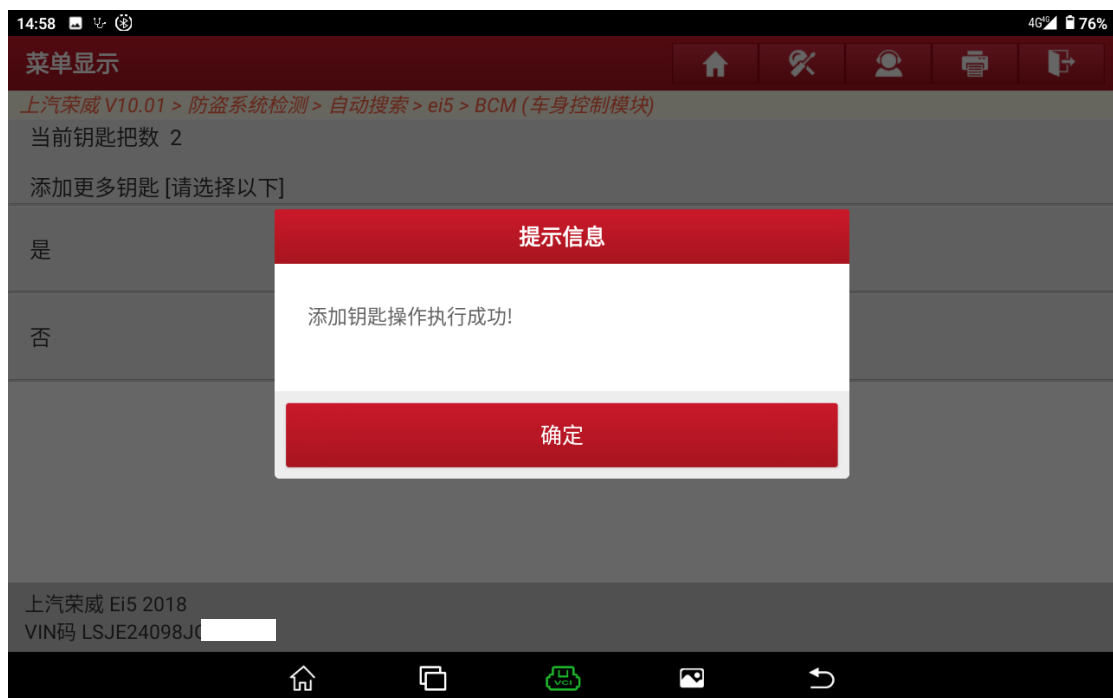 14:58
4G 4G 76%
菜单显示
上汽荣威 V10.01 > 防盗系统检测 > 自动搜索 > ei5 > BCM (车身控制模块)
当前钥匙把数 2
添加更多钥匙 [请选择以下]
是
提示信息
添加钥匙操作执行成功!
否
确定
上汽荣威 Ei5 2018
VIN码 LSJE24098J
VCI